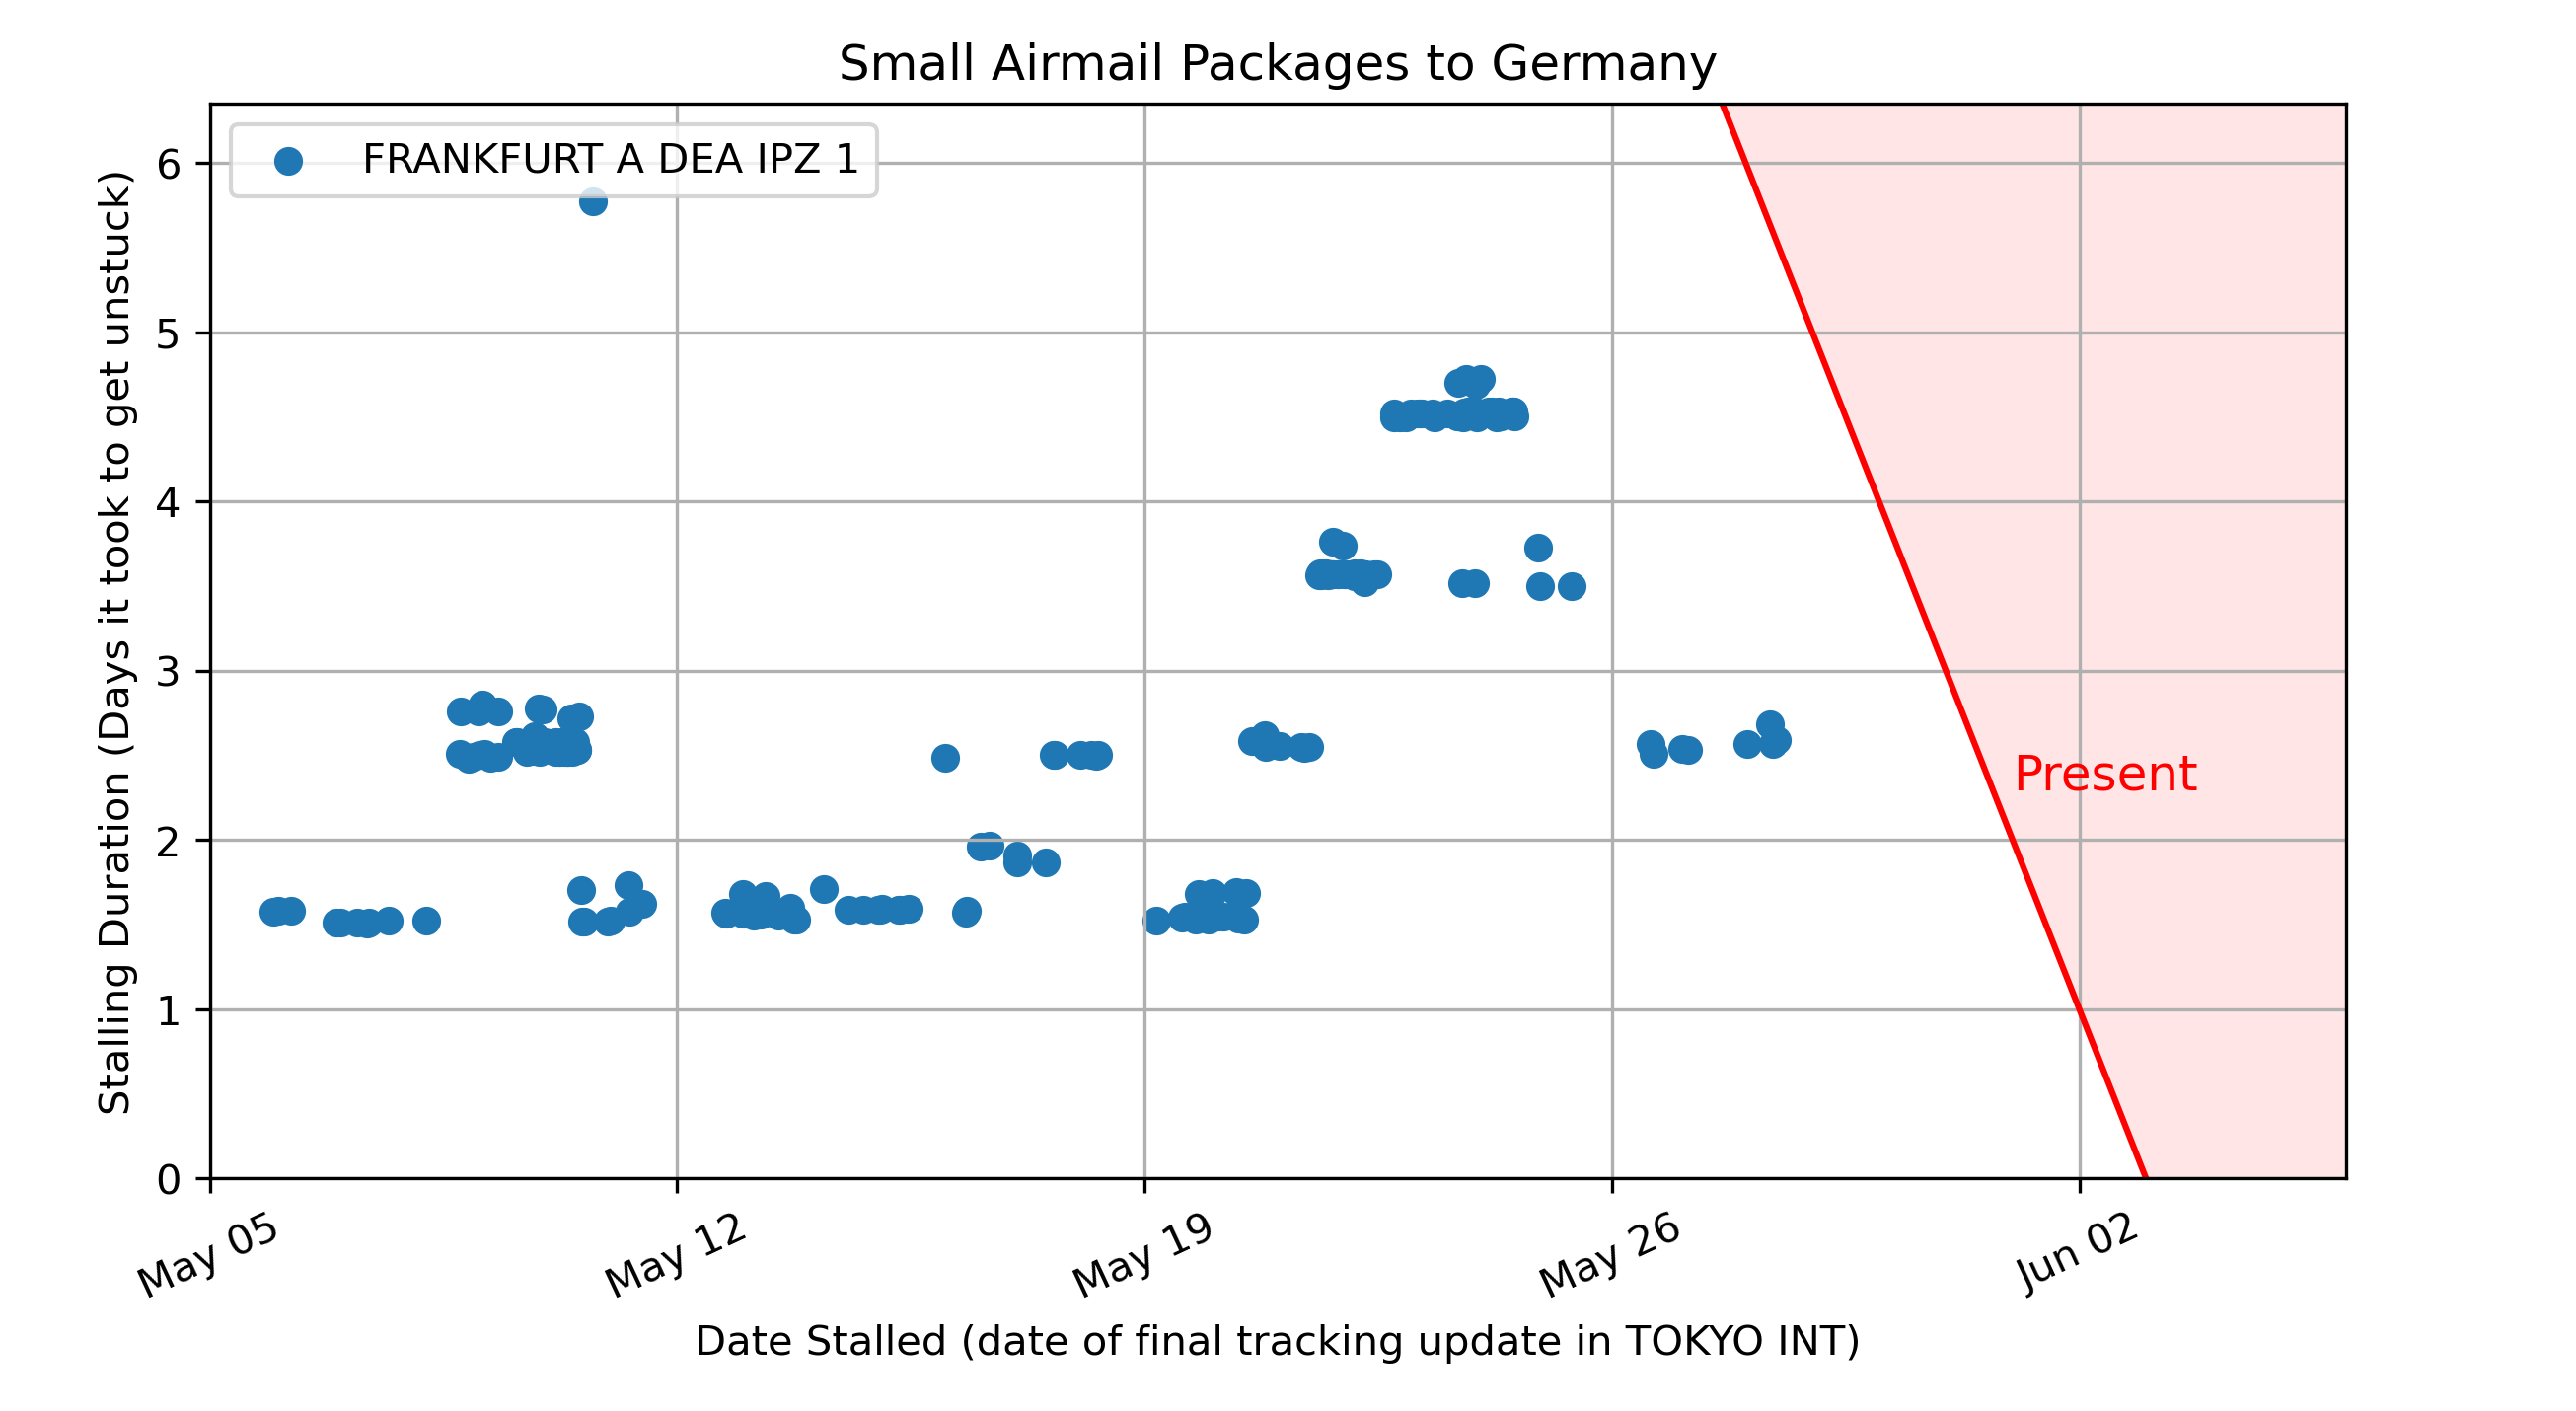 Small Airmail Packages to Germany
FRANKFURT A DEA IPZ 1
Stalling Duration (Days it took to get unstuck)
6
5
4
3
2
1
0
Present
May 05
May 12
May 19
May 26
Jun 02
Date Stalled (date of final tracking update in TOKYO INT)